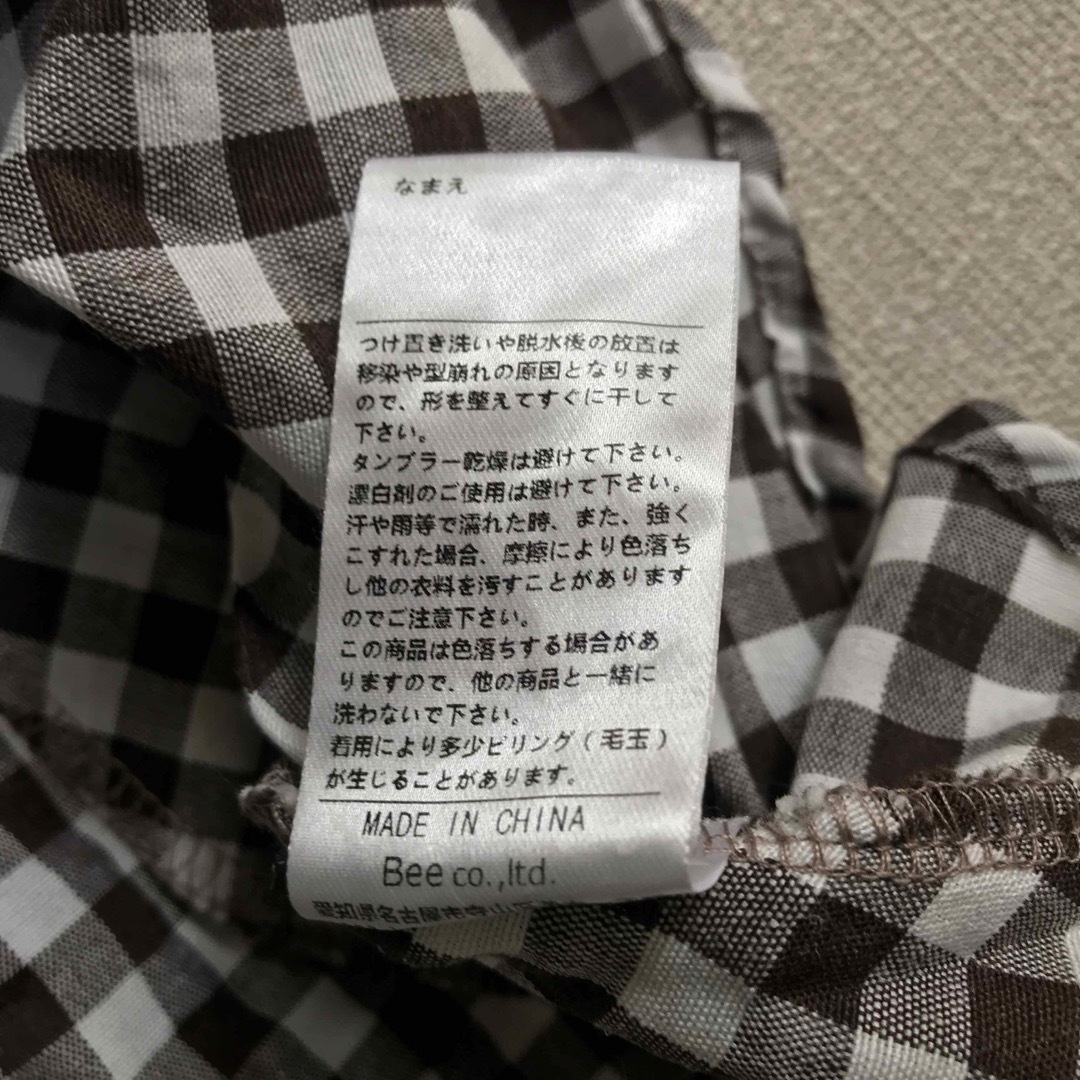 なまえ
つけ置き洗いや脱水後の放置は
移染や型崩れの原因となります
ので、形を整えてすぐに干して
下さい。
タンブラー乾燥は避けて下さい。
漂白剤のご使用は避けて下さい。
汗や雨等で濡れた時、また、強く
こすれた場合、摩擦により色落ち
し他の衣料を汚すことがあります
のでご注意下さい。
この商品は色落ちする場合があ
りますので、他の商品と一緒に
洗わないで下さい。
着用により多少ピリング(毛玉)
が生じることがあります。
MADE IN CHINA
Bee co.,ltd.
愛知県名古屋市守山区